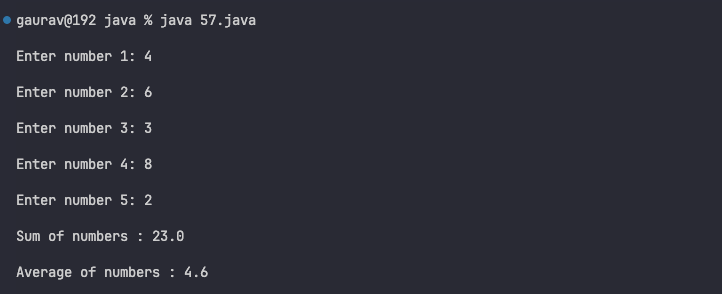 gaurav@192 java % java 57.java
Enter number 1: 4
Enter number 2: 6
Enter number 3: 3
Enter number 4: 8
Enter number 5: 2
Sum of numbers : 23.0
Average of numbers : 4.6